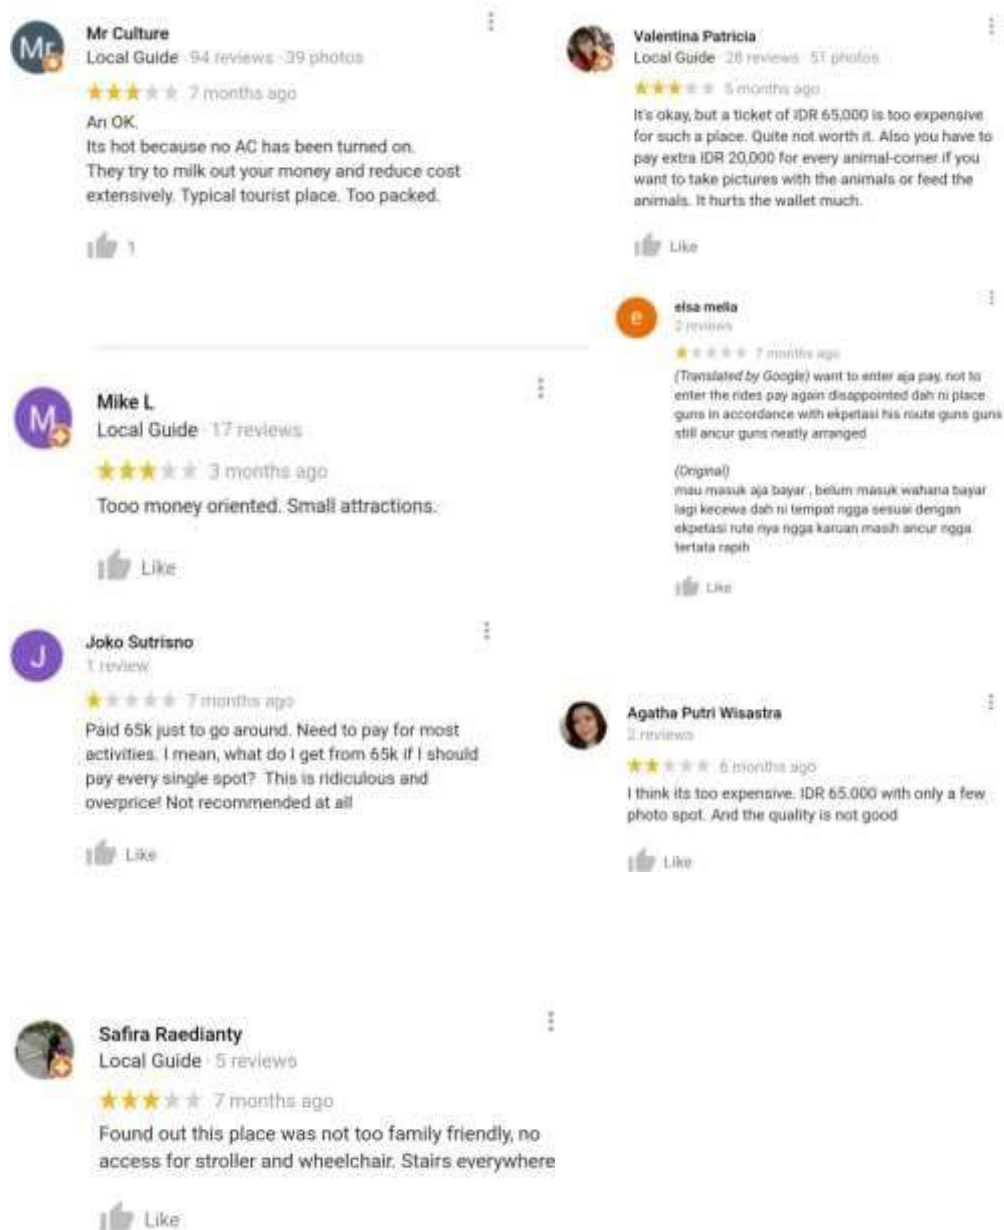 Mr Culture
Local Guide 94 reviews 39 photos
7 months ago
An OK.
Its hot because no AC has been turned on.
They try to milk out your money and reduce cost
extensively. Typical tourist place. Too packed.
1
Valentina Patricia
Local Guide 28 reviews 51 photos
5 months ago
It's okay, but a ticket of IDR 65,000 is too expensive
for such a place. Quite not worth it. Also you have to
pay extra IDR 20,000 for every animal-corner if you
want to take pictures with the animals or feed the
animals. It hurts the wallet much.
Like
e
elsa melia
2 reviews
7 months ago
(Translated by Google) want to enter aja pay, not to
enter the rides pay again disappointed dah ni place
guns in accordance with ekpetasi his route guns guns
still ancur guns neatly arranged
(Original)
mau masuk aja bayar , belum masuk wahana bayar
lagi kecewa dah ni tempat ngga sesuai dengan
ekpetasi rute nya ngga karuan masih ancur ngga
tertata rapih
Like
M
Mike L
Local Guide 17 reviews
3 months ago
Tooo money oriented. Small attractions.
Like
J
Joko Sutrisno
1 review
7 months ago
Paid 65k just to go around. Need to pay for most
activities. I mean, what do I get from 65k if I should
pay every single spot? This is ridiculous and
overprice! Not recommended at all
Like
Agatha Putri Wisastra
2 reviews
6 months ago
I think its too expensive. IDR 65.000 with only a few
photo spot. And the quality is not good
Like
Safira Raedianty
Local Guide 5 reviews
7 months ago
Found out this place was not too family friendly, no
access for stroller and wheelchair. Stairs everywhere
Like